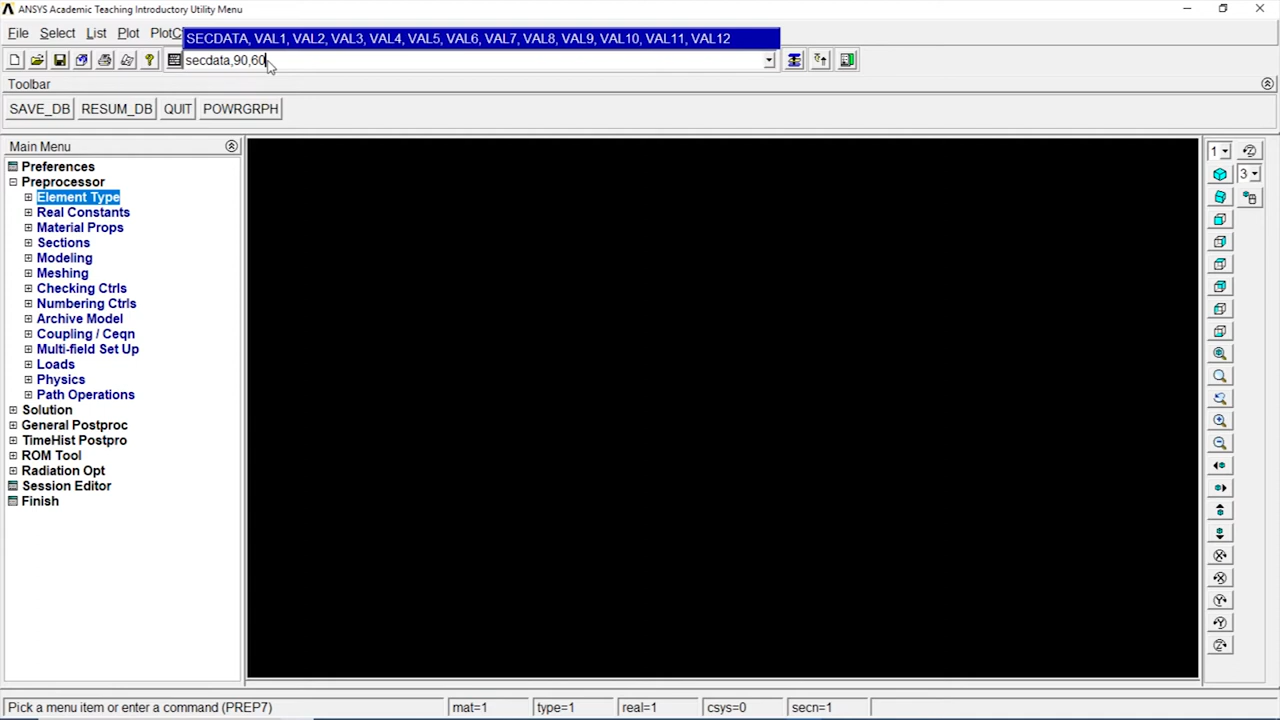 ANSYS Academic Teaching Introductory Utility Menu
File Select List Plot PlotC
SECDATA, VAL1, VAL2, VAL3, VAL4, VAL5, VAL6, VAL7, VAL8, VAL9, VAL10, VAL11, VAL12
secdata,90,60
Toolbar
SAVE_DB RESUM_DB QUIT POWRGRPH
Main Menu
Preferences
Preprocessor
Element Type
Real Constants
Material Props
Sections
Modeling
Meshing
Checking Ctrls
Numbering Ctrls
Archive Model
Coupling / Ceqn
Multi-field Set Up
Loads
Physics
Path Operations
Solution
General Postproc
TimeHist Postpro
ROM Tool
Radiation Opt
Session Editor
Finish
1
3
Pick a menu item or enter a command (PREP7) mat=1 type=1 real=1 csys=0 secn=1